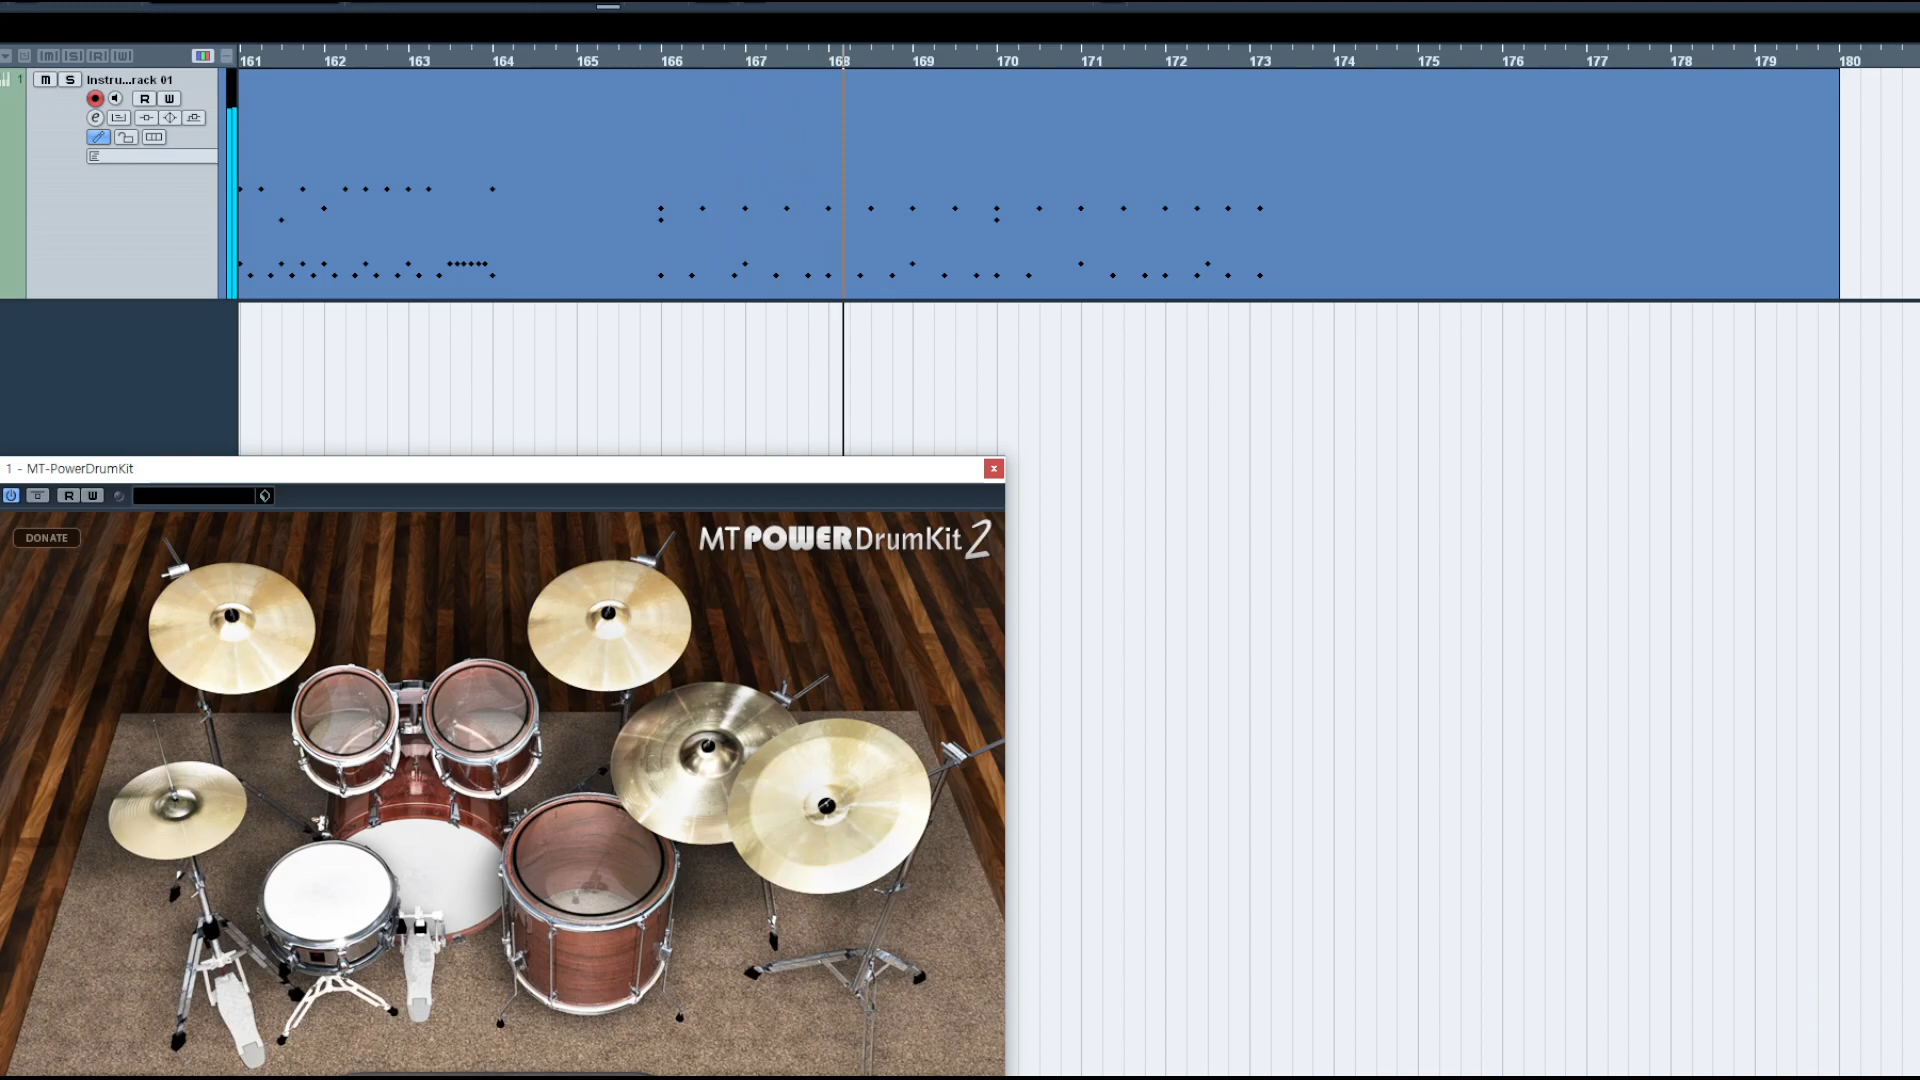 [M] [S] [R] [W]
161 162 163 164 165 166 167 168 169 170 171 172 173 174 175 176 177 178 179 180
1 M S Instru...rack 01
R W
e
1 - MT-PowerDrumKit x
R W
DONATE
MT POWER DrumKit 2